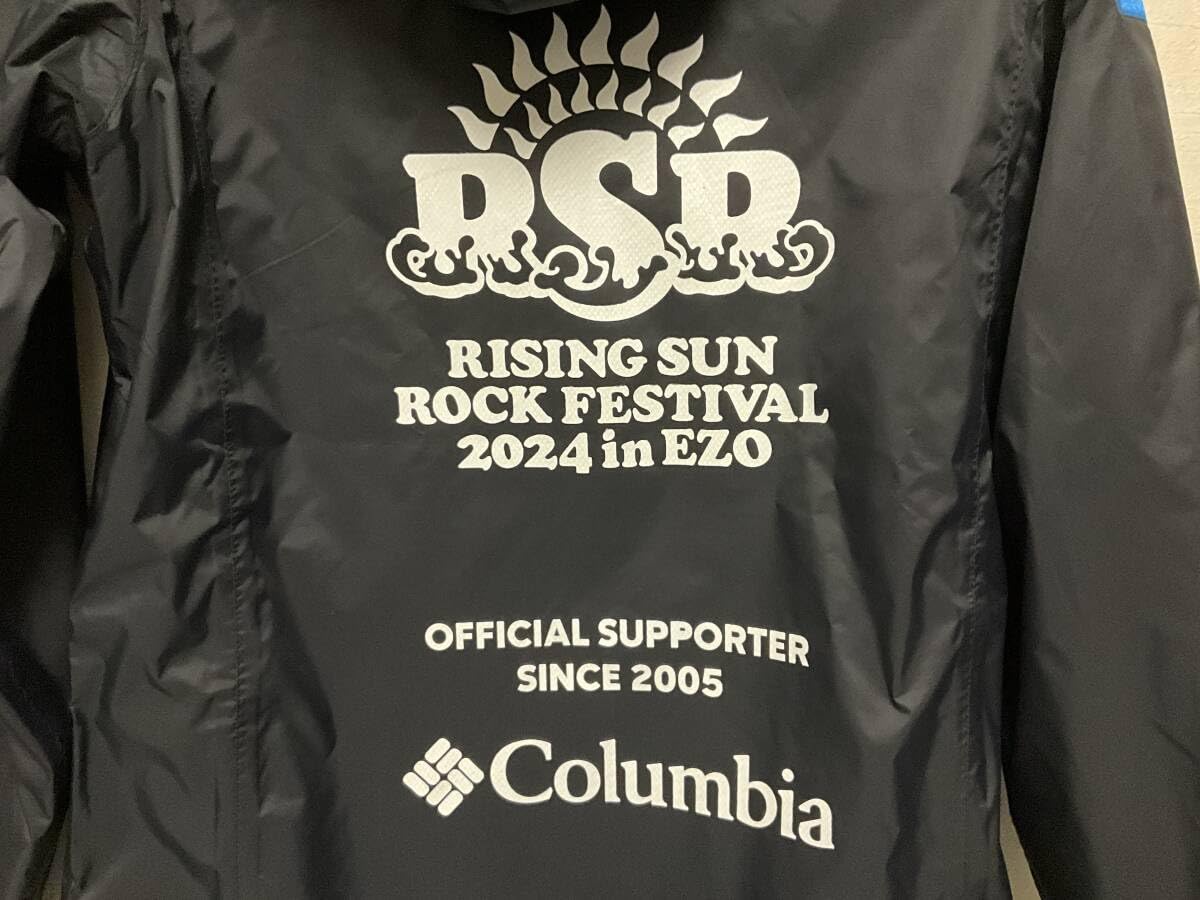 RSR
RISING SUN
ROCK FESTIVAL
2024 in EZO
OFFICIAL SUPPORTER
SINCE 2005
Columbia